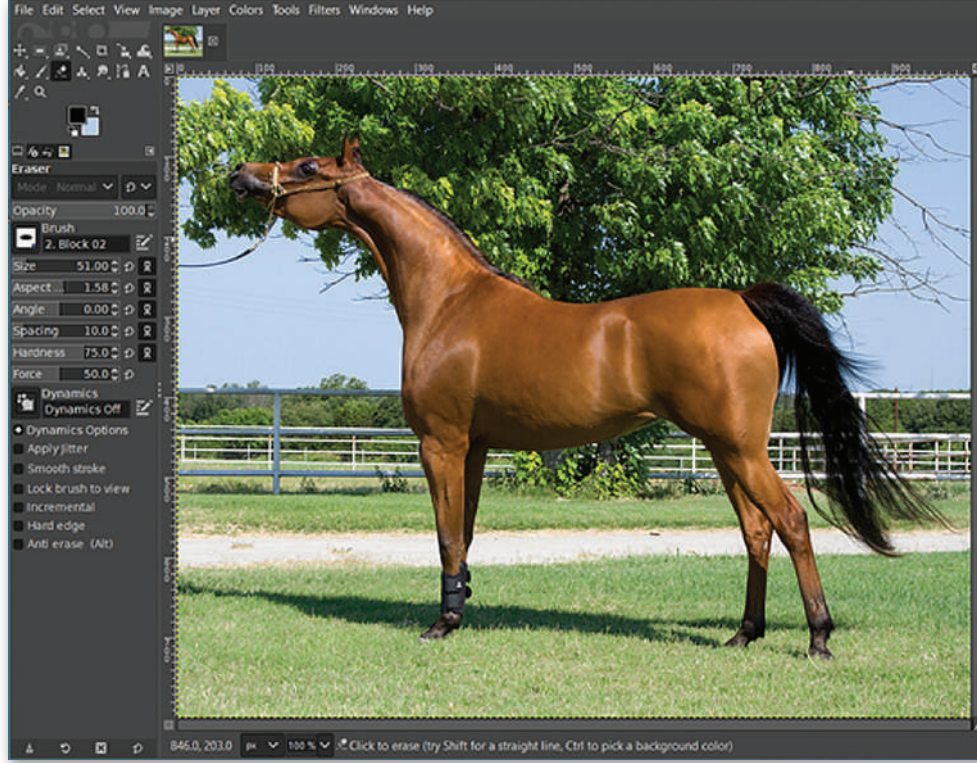 File Edit Select View Image Layer Colors Tools Filters Windows Help
0 100 200 300 400 500 600 700 800 900
Eraser
Mode Normal
Opacity 100.0
Brush
2. Block 02
Size 51.00
Aspect ... 1.58
Angle 0.00
Spacing 10.0
Hardness 75.0
Force 50.0
Dynamics
Dynamics Off
Dynamics Options
Apply Jitter
Smooth stroke
Lock brush to view
Incremental
Hard edge
Anti erase (Alt)
846.0, 203.0 px 100 % Click to erase (try Shift for a straight line, Ctrl to pick a background color)